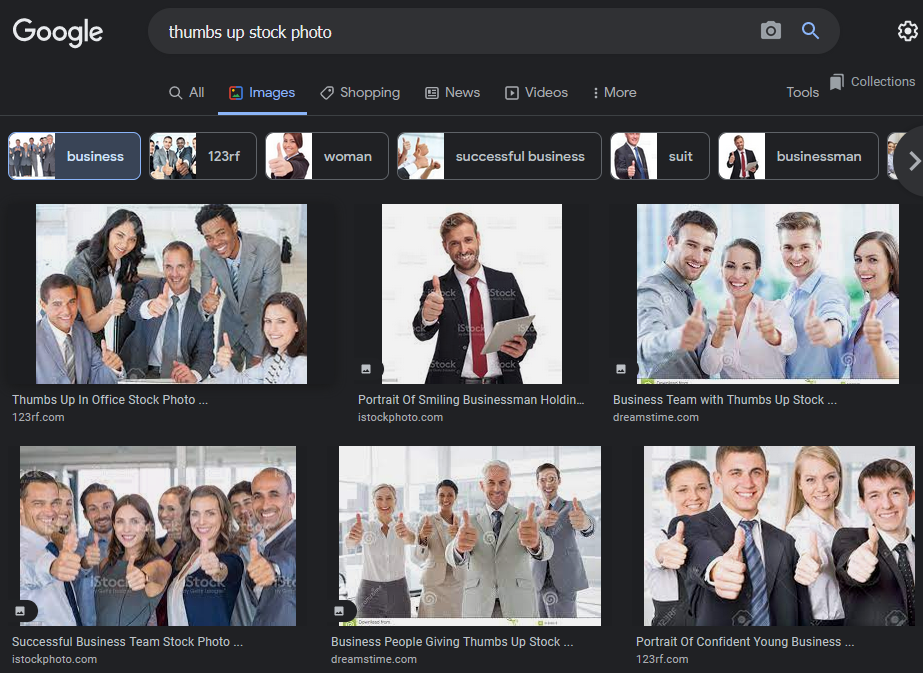 Google
thumbs up stock photo
All
Images
Shopping
News
Videos
More
Tools
Collections
business
123rf
woman
successful business
suit
businessman
iStock
iStock
iStock
Thumbs Up In Office Stock Photo ...
123rf.com
Portrait Of Smiling Businessman Holdin...
istockphoto.com
Business Team with Thumbs Up Stock ...
dreamstime.com
iStock
iStock
Download from
Successful Business Team Stock Photo ...
istockphoto.com
Business People Giving Thumbs Up Stock ...
dreamstime.com
Portrait Of Confident Young Business ...
123rf.com